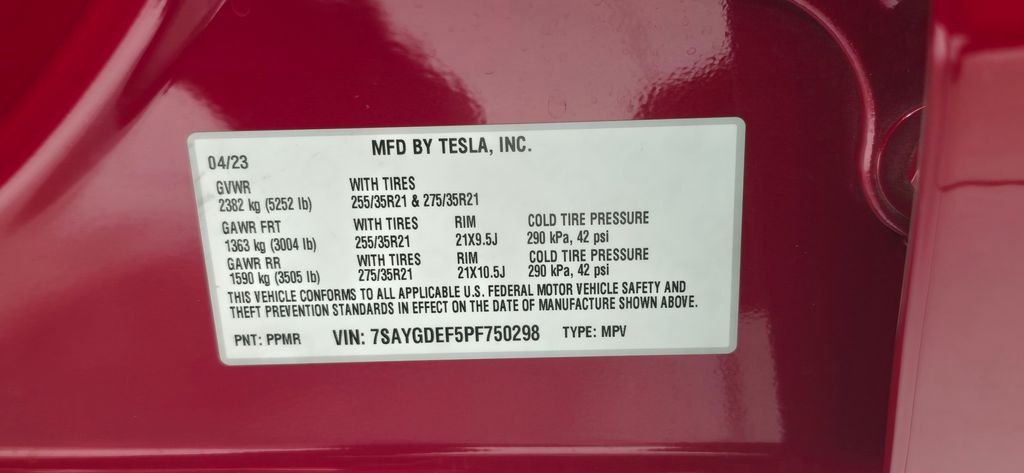 MFD BY TESLA, INC.
04/23
GVWR WITH TIRES
2382 kg (5252 lb) 255/35R21 & 275/35R21
GAWR FRT WITH TIRES RIM COLD TIRE PRESSURE
1363 kg (3004 lb) 255/35R21 21X9.5J 290 kPa, 42 psi
GAWR RR WITH TIRES RIM COLD TIRE PRESSURE
1590 kg (3505 lb) 275/35R21 21X10.5J 290 kPa, 42 psi
THIS VEHICLE CONFORMS TO ALL APPLICABLE U.S. FEDERAL MOTOR VEHICLE SAFETY AND
THEFT PREVENTION STANDARDS IN EFFECT ON THE DATE OF MANUFACTURE SHOWN ABOVE.
PNT: PPMR VIN: 7SAYGDEF5PF750298 TYPE: MPV